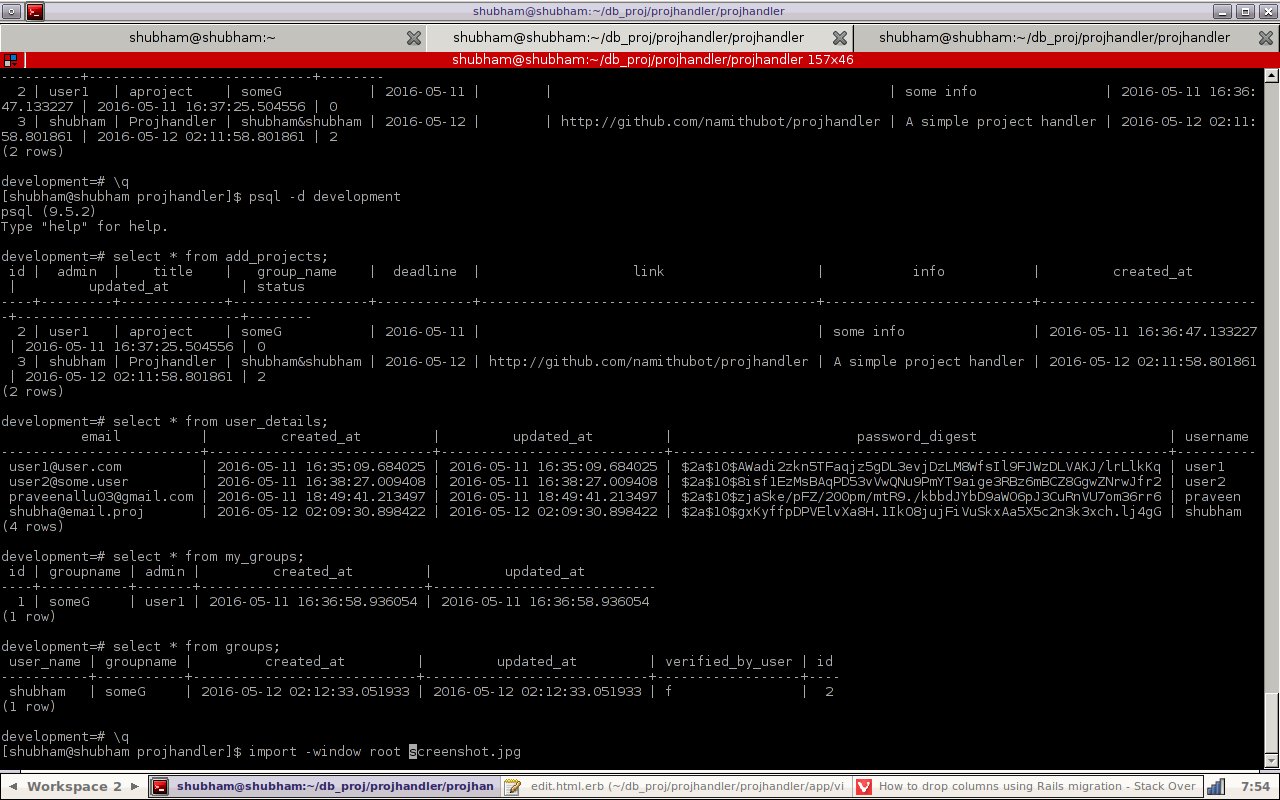 shubham@shubham:~/db_proj/projhandler/projhandler
shubham@shubham:~
shubham@shubham:~/db_proj/projhandler/projhandler
shubham@shubham:~/db_proj/projhandler/projhandler
shubham@shubham:~/db_proj/projhandler/projhandler 157x46
----------+----------------------------+--------
2 | user1 | aproject | someG | 2016-05-11 | | | some info | 2016-05-11 16:36:
47.133227 | 2016-05-11 16:37:25.504556 | 0
3 | shubham | Projhandler | shubham&shubham | 2016-05-12 | | http://github.com/namithubot/projhandler | A simple project handler | 2016-05-12 02:11:
58.801861 | 2016-05-12 02:11:58.801861 | 2
(2 rows)
development=# \q
[shubham@shubham projhandler]$ psql -d development
psql (9.5.2)
Type "help" for help.
development=# select * from add_projects;
id | admin | title | group_name | deadline | link | info | created_at
| updated_at | status
----+---------+-------------+-----------------+------------+------------------------------------------+--------------------------+---------------------------
-+----------------------------+--------
2 | user1 | aproject | someG | 2016-05-11 | | some info | 2016-05-11 16:36:47.133227
| 2016-05-11 16:37:25.504556 | 0
3 | shubham | Projhandler | shubham&shubham | 2016-05-12 | http://github.com/namithubot/projhandler | A simple project handler | 2016-05-12 02:11:58.801861
| 2016-05-12 02:11:58.801861 | 2
(2 rows)
development=# select * from user_details;
email | created_at | updated_at | password_digest | username
-------------------------+----------------------------+----------------------------+--------------------------------------------------------------+----------
user1@user.com | 2016-05-11 16:35:09.684025 | 2016-05-11 16:35:09.684025 | $2a$10$AWadi2zkn5TFaqjz5gDL3evjDzLM8WfsIl9FJWzDLVAKJ/lrLlkKq | user1
user2@some.user | 2016-05-11 16:38:27.009408 | 2016-05-11 16:38:27.009408 | $2a$10$8isf1EzMsBAqPD53vVwQNu9PmYT9aige3RBz6mBCZ8GgwZNrwJfr2 | user2
praveenallu03@gmail.com | 2016-05-11 18:49:41.213497 | 2016-05-11 18:49:41.213497 | $2a$10$zjaSke/pFZ/200pm/mtR9./kbbdJYbD9aWO6pJ3CuRnVU7om36rr6 | praveen
shubha@email.proj | 2016-05-12 02:09:30.898422 | 2016-05-12 02:09:30.898422 | $2a$10$gxKyffpDPVElvXa8H.1IkO8jujFiVuSkxAa5X5c2n3k3xch.lj4gG | shubham
(4 rows)
development=# select * from my_groups;
id | groupname | admin | created_at | updated_at
----+-----------+-------+----------------------------+----------------------------
1 | someG | user1 | 2016-05-11 16:36:58.936054 | 2016-05-11 16:36:58.936054
(1 row)
development=# select * from groups;
user_name | groupname | created_at | updated_at | verified_by_user | id
-----------+-----------+----------------------------+----------------------------+------------------+----
shubham | someG | 2016-05-12 02:12:33.051933 | 2016-05-12 02:12:33.051933 | f | 2
(1 row)
development=# \q
[shubham@shubham projhandler]$ import -window root screenshot.jpg
Workspace 2
shubham@shubham:~/db_proj/projhandler/projhan
edit.html.erb (~/db_proj/projhandler/projhandler/app/vi
How to drop columns using Rails migration - Stack Over
7:54